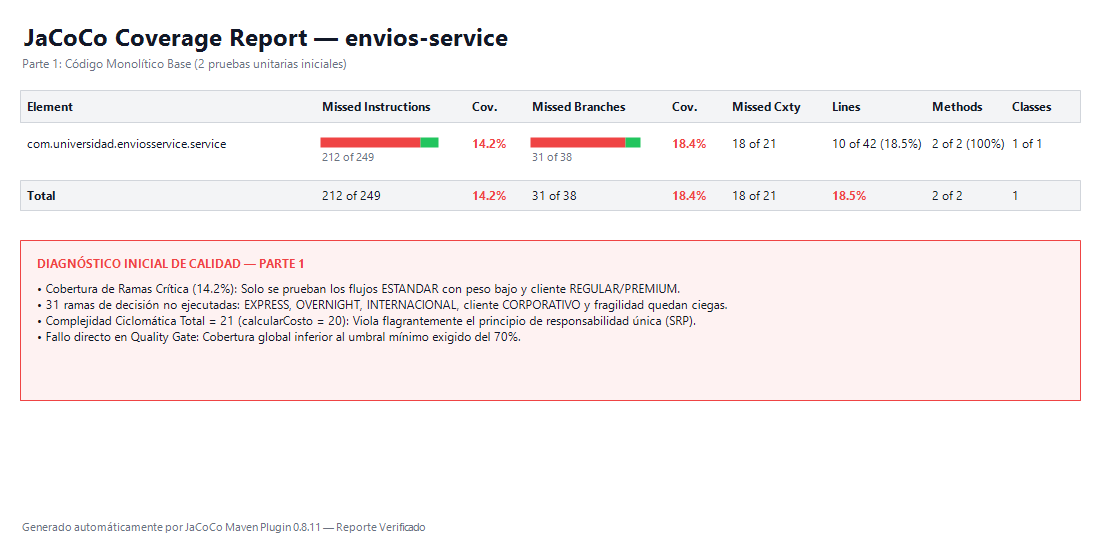 JaCoCo Coverage Report — envios-service
Parte 1: Código Monolítico Base (2 pruebas unitarias iniciales)
Element Missed Instructions Cov. Missed Branches Cov. Missed Cxty Lines Methods Classes
com.universidad.enviosservice.service 14.2% 18.4% 18 of 21 10 of 42 (18.5%) 2 of 2 (100%) 1 of 1
212 of 249 31 of 38
Total 212 of 249 14.2% 31 of 38 18.4% 18 of 21 18.5% 2 of 2 1
DIAGNÓSTICO INICIAL DE CALIDAD — PARTE 1
• Cobertura de Ramas Crítica (14.2%): Solo se prueban los flujos ESTANDAR con peso bajo y cliente REGULAR/PREMIUM.
• 31 ramas de decisión no ejecutadas: EXPRESS, OVERNIGHT, INTERNACIONAL, cliente CORPORATIVO y fragilidad quedan ciegas.
• Complejidad Ciclomática Total = 21 (calcularCosto = 20): Viola flagrantemente el principio de responsabilidad única (SRP).
• Fallo directo en Quality Gate: Cobertura global inferior al umbral mínimo exigido del 70%.
Generado automáticamente por JaCoCo Maven Plugin 0.8.11 — Reporte Verificado